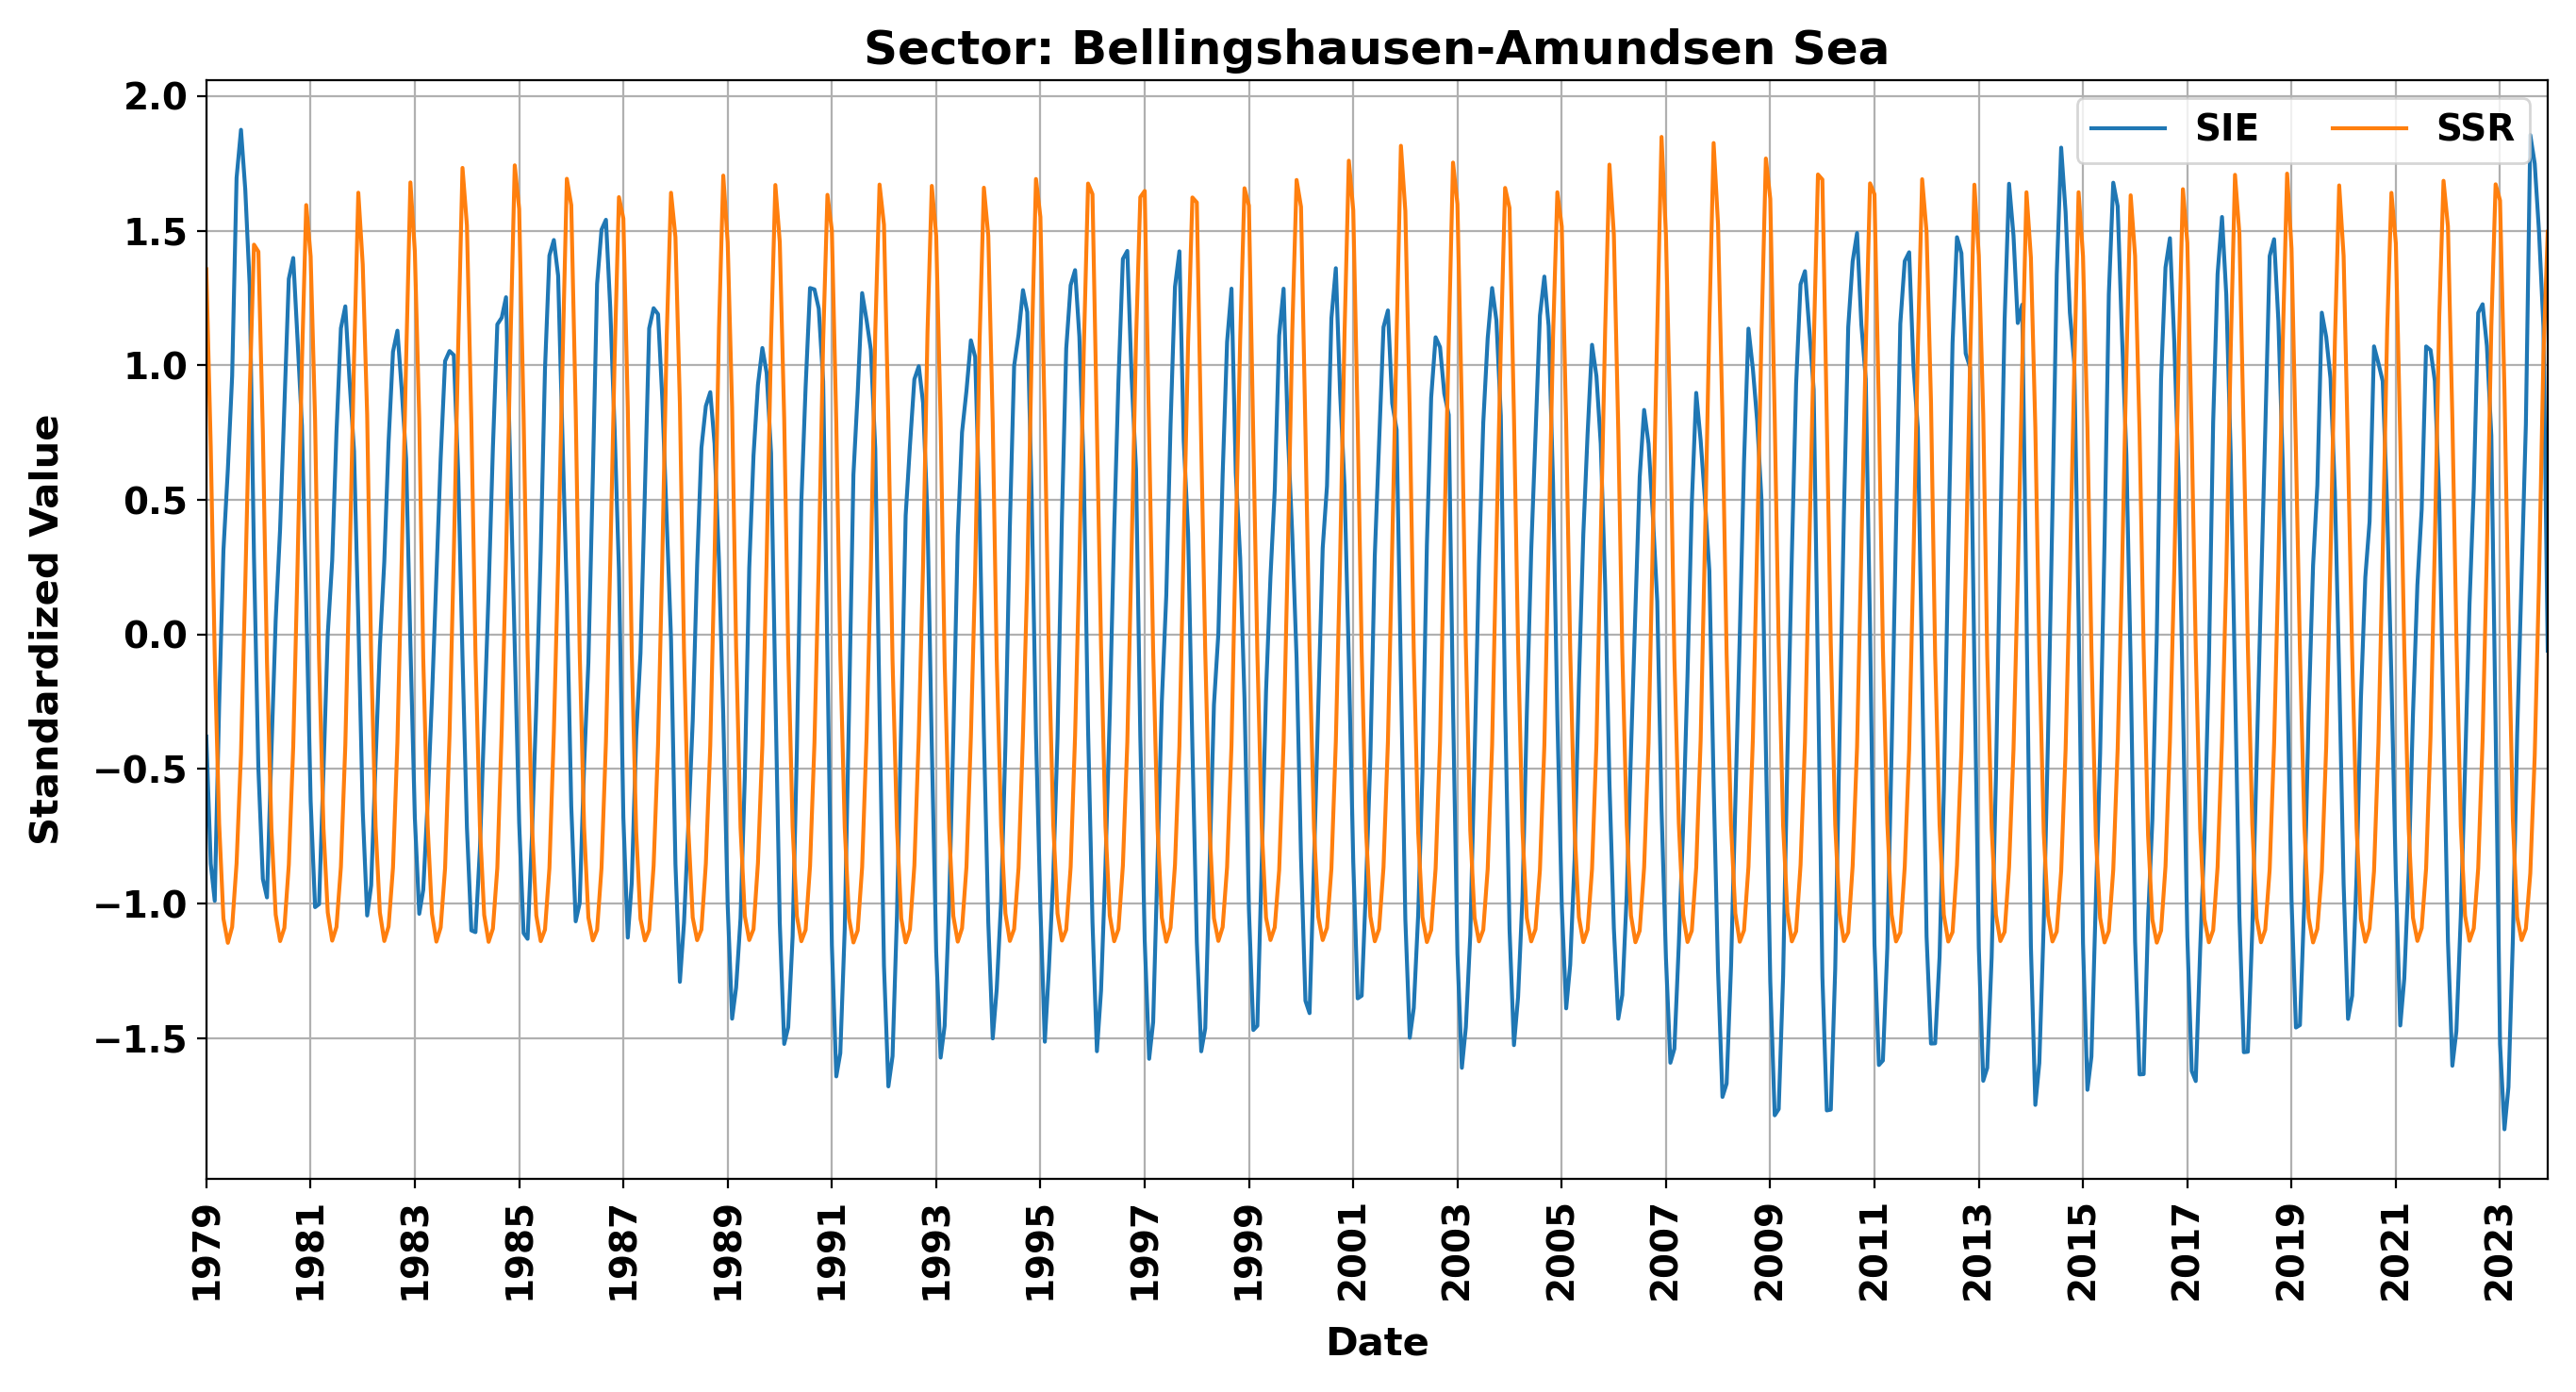 Sector: Bellingshausen-Amundsen Sea
SIE SSR
Standardized Value
2.0
1.5
1.0
0.5
0.0
−0.5
−1.0
−1.5
1979 1981 1983 1985 1987 1989 1991 1993 1995 1997 1999 2001 2003 2005 2007 2009 2011 2013 2015 2017 2019 2021 2023
Date